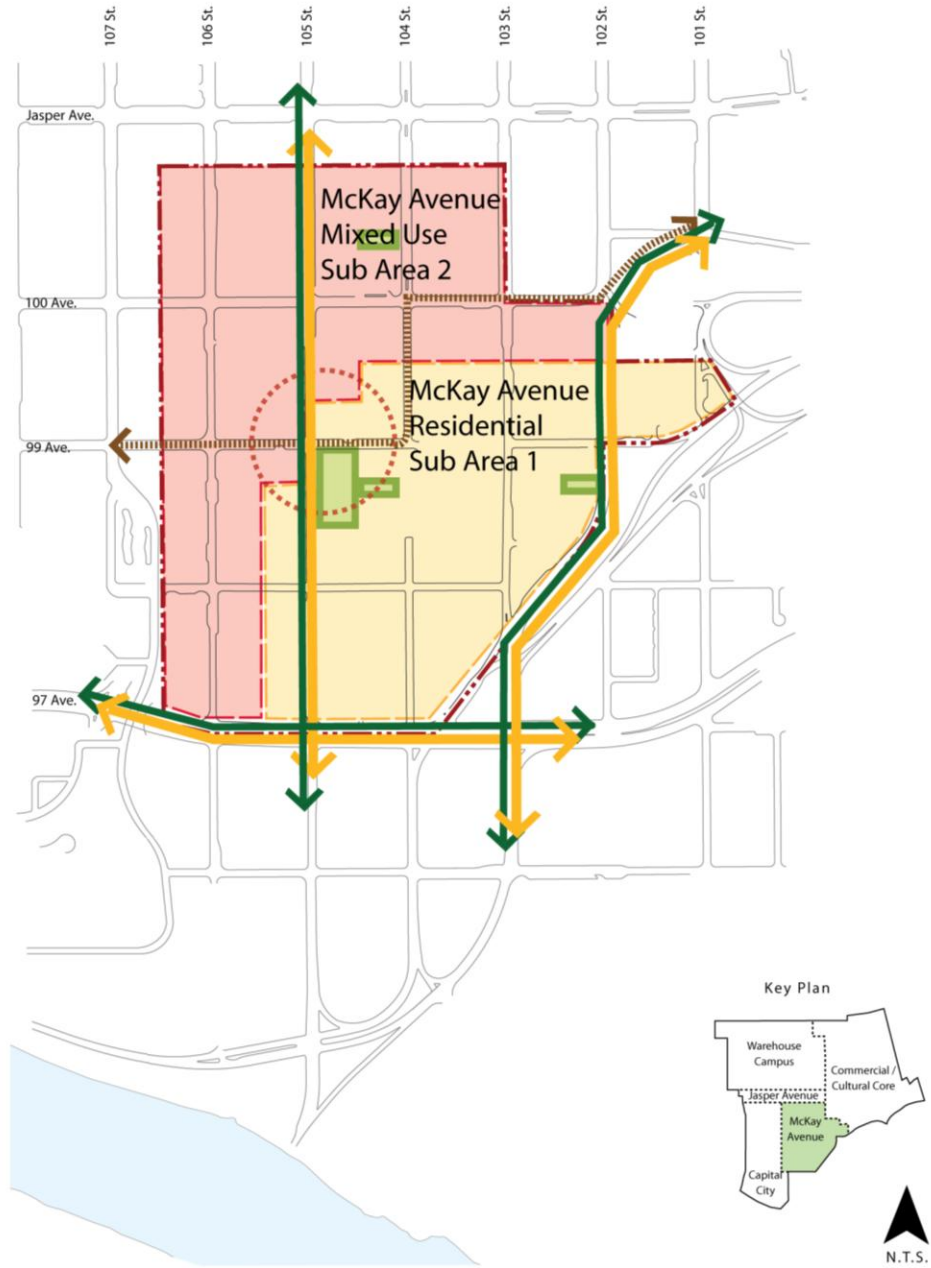 107 St.
106 St.
105 St.
104 St.
103 St.
102 St.
101 St.
Jasper Ave.
McKay Avenue
Mixed Use
Sub Area 2
100 Ave.
McKay Avenue
Residential
Sub Area 1
99 Ave.
97 Ave.
Key Plan
Warehouse
Campus
Commercial /
Cultural Core
Jasper Avenue
McKay
Avenue
Capital
City
N.T.S.